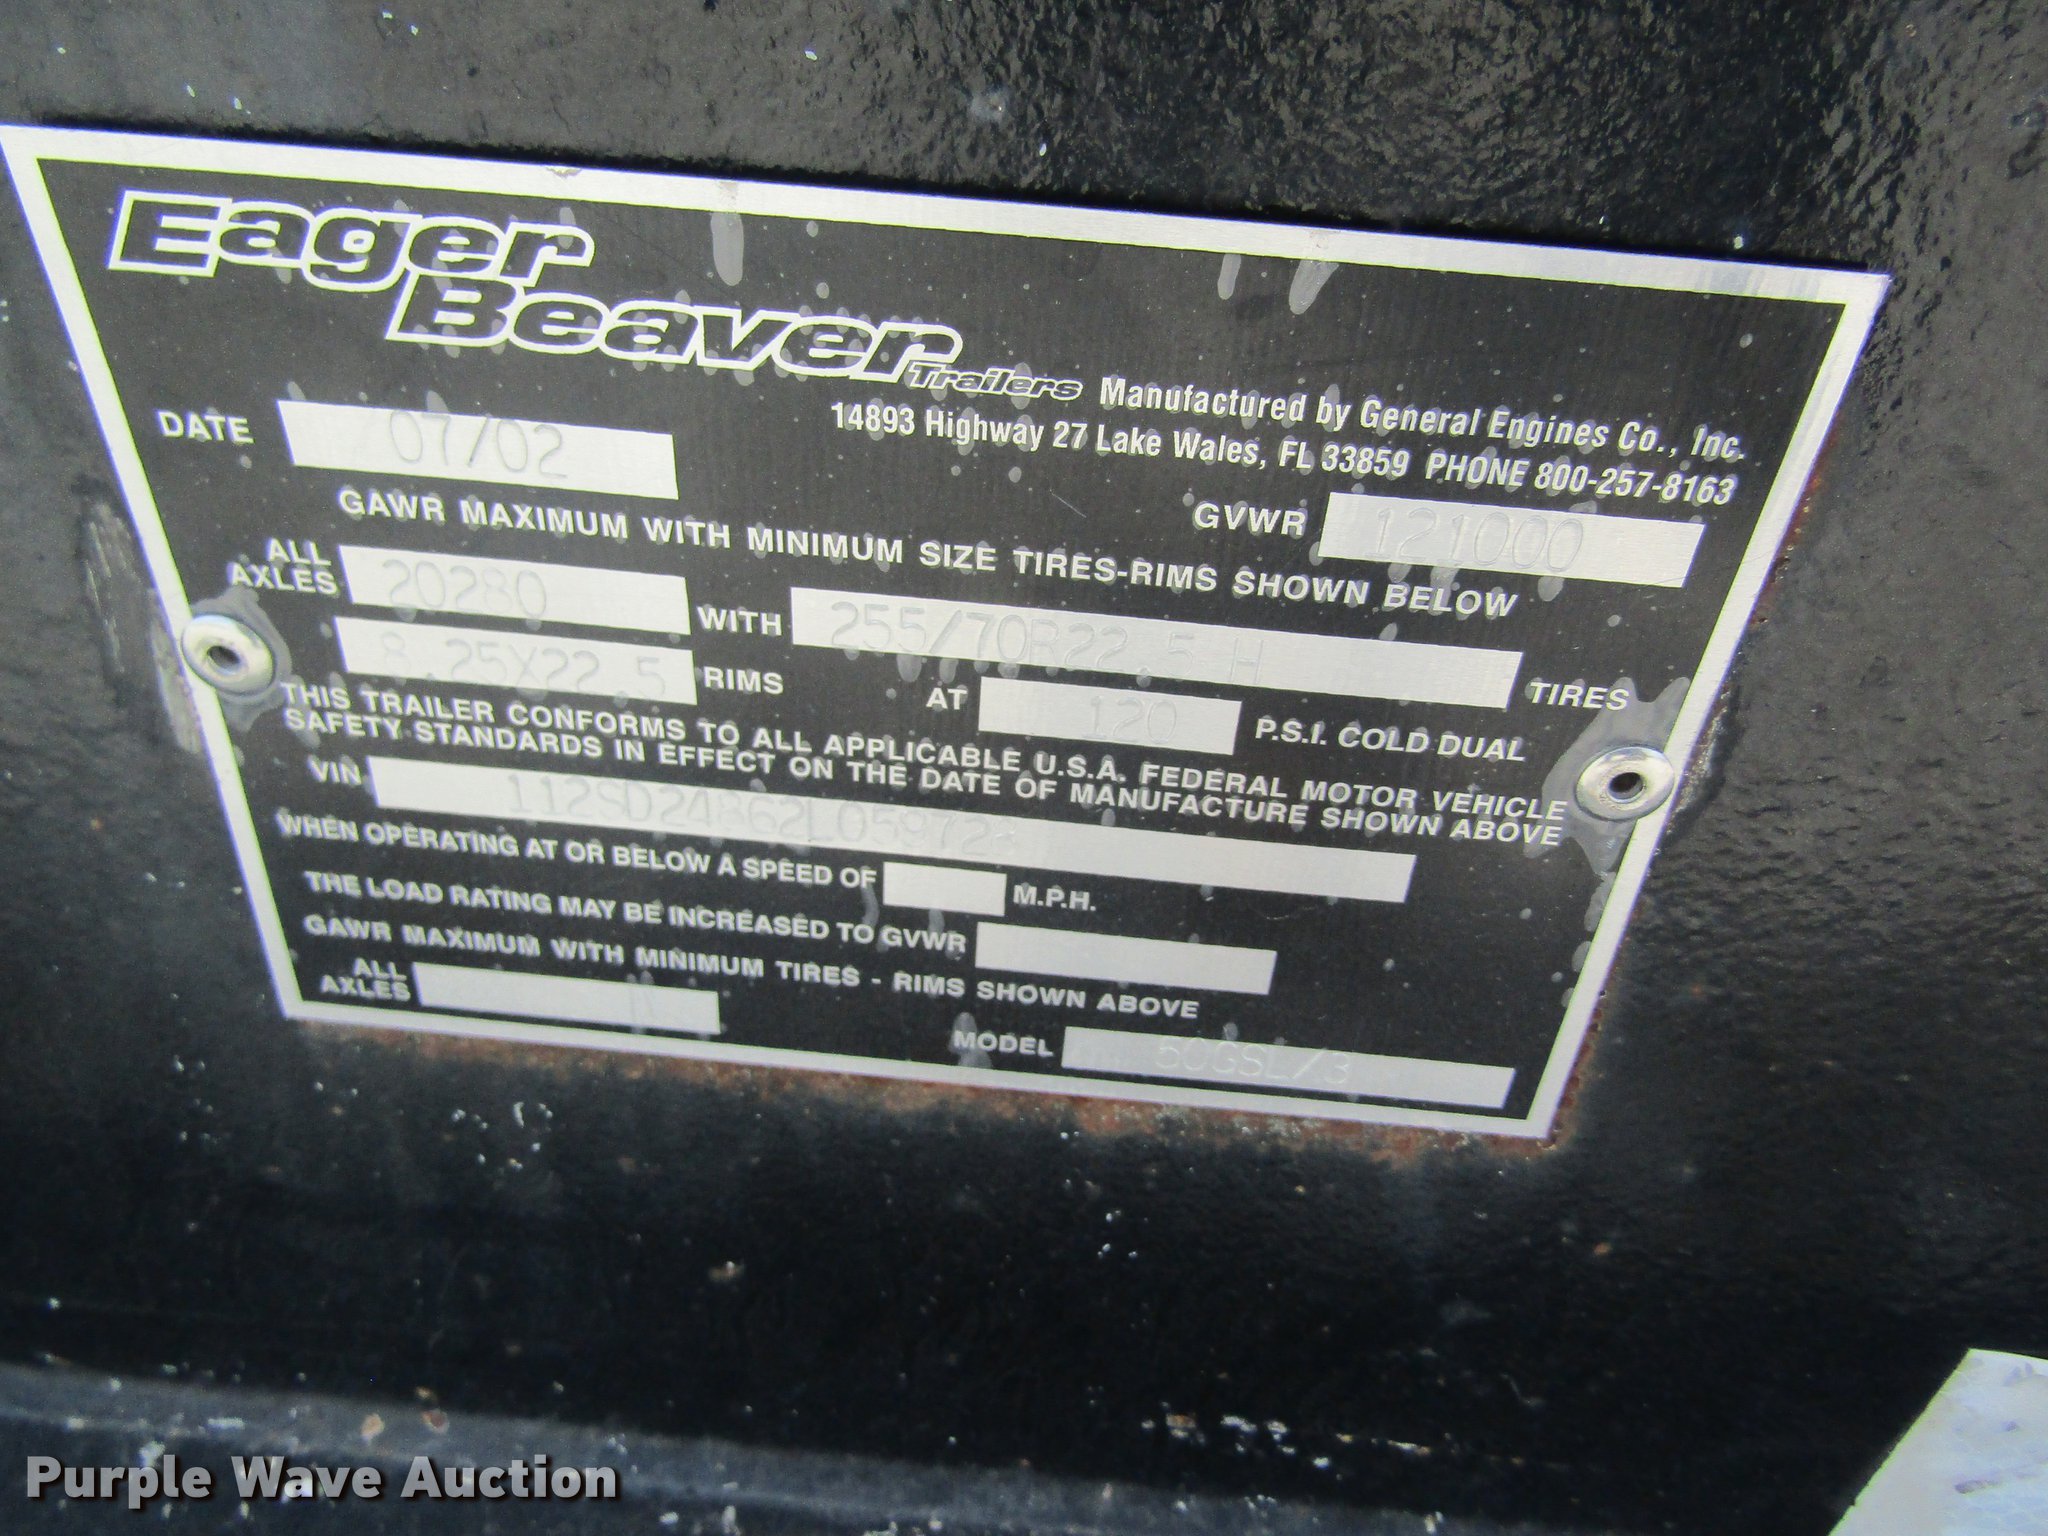 Eager
Beaver
Trailers Manufactured by General Engines Co., Inc.
14893 Highway 27 Lake Wales, FL 33859 PHONE 800-257-8163
DATE 07/02
GVWR 121000
GAWR MAXIMUM WITH MINIMUM SIZE TIRES-RIMS SHOWN BELOW
ALL
AXLES 20280 WITH 255/70R22.5 H TIRES
8.25X22.5 RIMS AT 120 P.S.I. COLD DUAL
THIS TRAILER CONFORMS TO ALL APPLICABLE U.S.A. FEDERAL MOTOR VEHICLE
SAFETY STANDARDS IN EFFECT ON THE DATE OF MANUFACTURE SHOWN ABOVE
VIN
WHEN OPERATING AT OR BELOW A SPEED OF M.P.H.
THE LOAD RATING MAY BE INCREASED TO GVWR
GAWR MAXIMUM WITH MINIMUM TIRES - RIMS SHOWN ABOVE
ALL
AXLES
MODEL
Purple Wave Auction